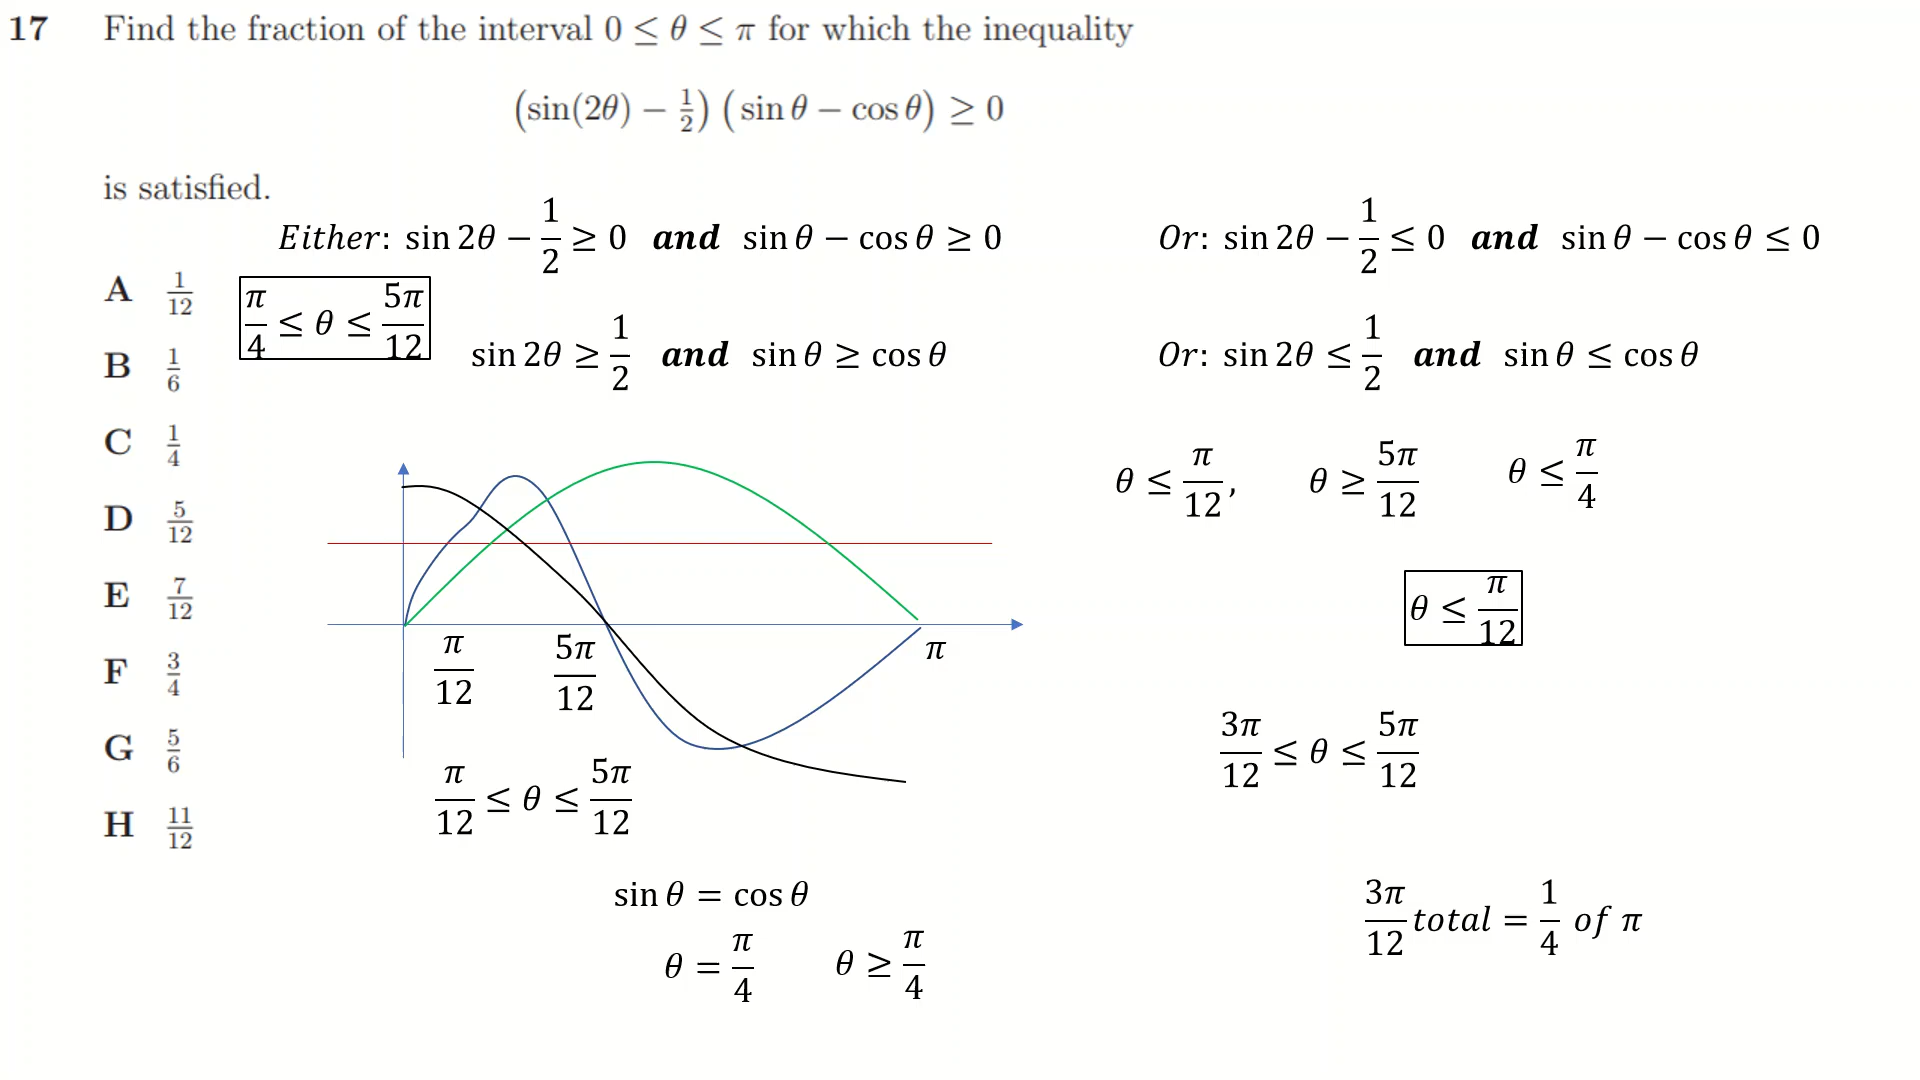 17 Find the fraction of the interval 0 ≤ θ ≤ π for which the inequality
(sin(2θ) − 1/2) (sin θ − cos θ) ≥ 0
is satisfied.
Either: sin 2θ − 1/2 ≥ 0 and sin θ − cos θ ≥ 0
Or: sin 2θ − 1/2 ≤ 0 and sin θ − cos θ ≤ 0
A 1/12
π/4 ≤ θ ≤ 5π/12
sin 2θ ≥ 1/2 and sin θ ≥ cos θ
Or: sin 2θ ≤ 1/2 and sin θ ≤ cos θ
B 1/6
C 1/4
θ ≤ π/12, θ ≥ 5π/12 θ ≤ π/4
D 5/12
E 7/12
θ ≤ π/12
π/12 5π/12 π
F 3/4
G 5/6
3π/12 ≤ θ ≤ 5π/12
π/12 ≤ θ ≤ 5π/12
H 11/12
sin θ = cos θ
θ = π/4 θ ≥ π/4
3π/12 total = 1/4 of π